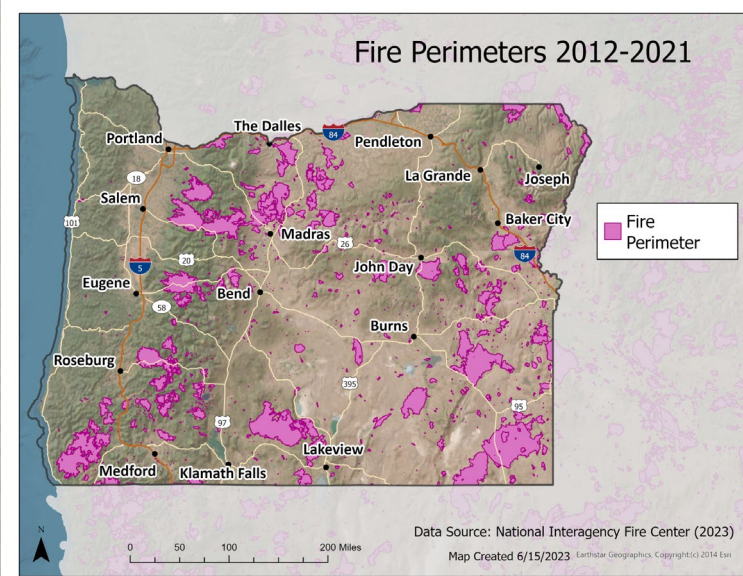 Fire Perimeters 2012-2021
The Dalles
84
Portland
Pendleton
La Grande
Joseph
18
Salem
Baker City
101
Madras
26
Fire
Perimeter
20
John Day
84
5
Eugene
Bend
58
Burns
Roseburg
395
95
97
Lakeview
Medford
Klamath Falls
N
Data Source: National Interagency Fire Center (2023)
0 50 100 200 Miles
Map Created 6/15/2023 Earthstar Geographics, Copyright:(c) 2014 Esri